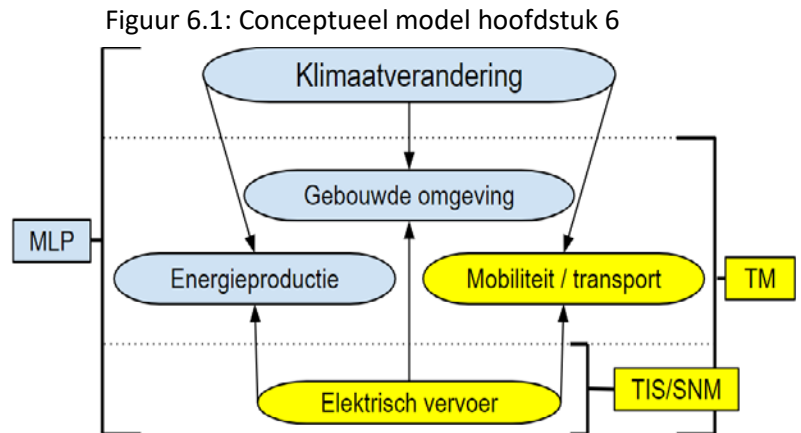 Figuur 6.1: Conceptueel model hoofdstuk 6
Klimaatverandering
Gebouwde omgeving
MLP
Energieproductie
Mobiliteit / transport
TM
Elektrisch vervoer
TIS/SNM